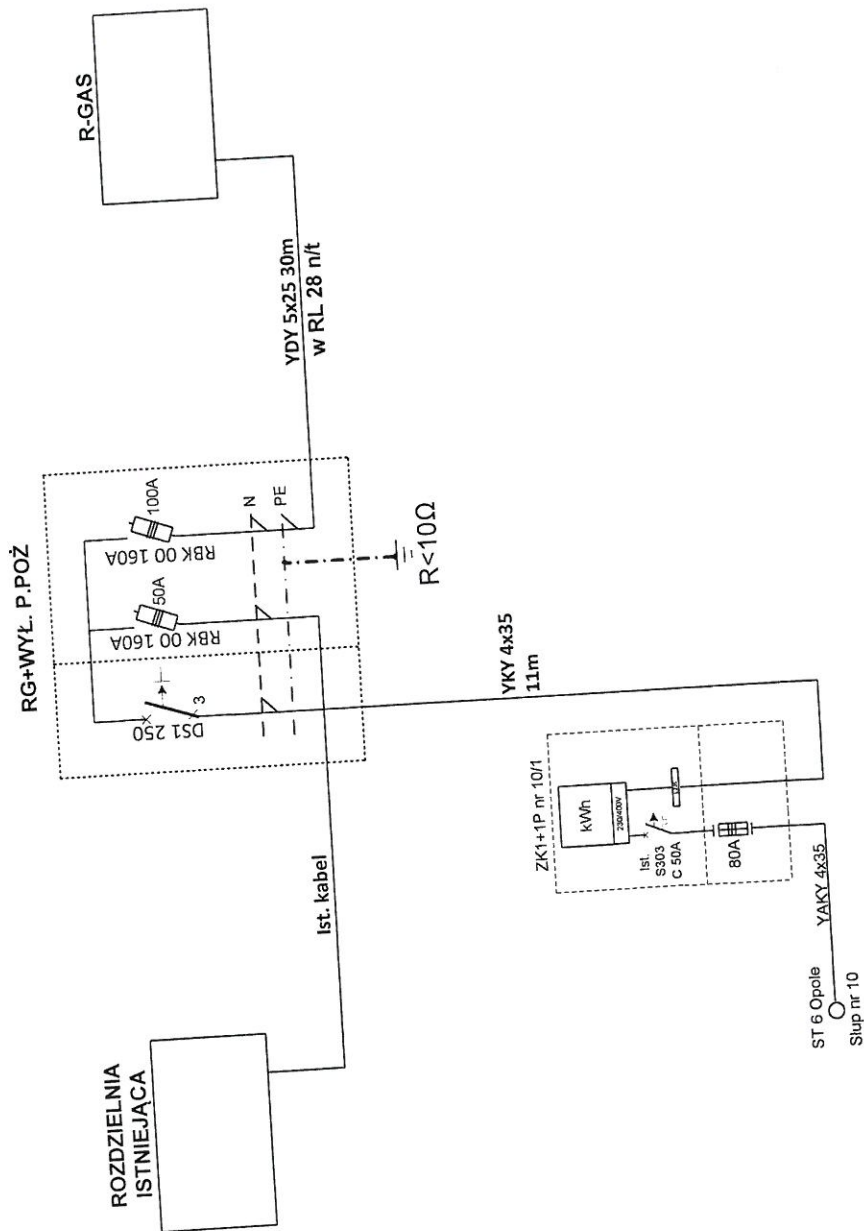 R-GAS
YDY 5x25 30m
w RL 28 n/t
RG+WYŁ. P.POŻ
100A
RBK 00 160A
50A
RBK 00 160A
N
PE
3
DS1 250
R<10Ω
YKY 4x35
11m
Ist. kabel
ROZDZIELNIA
ISTNIEJĄCA
ZK1+1P nr 10/1
kWh
230/400V
Ist.
S303
C 50A
80A
YAKY 4x35
ST 6 Opole
Słup nr 10